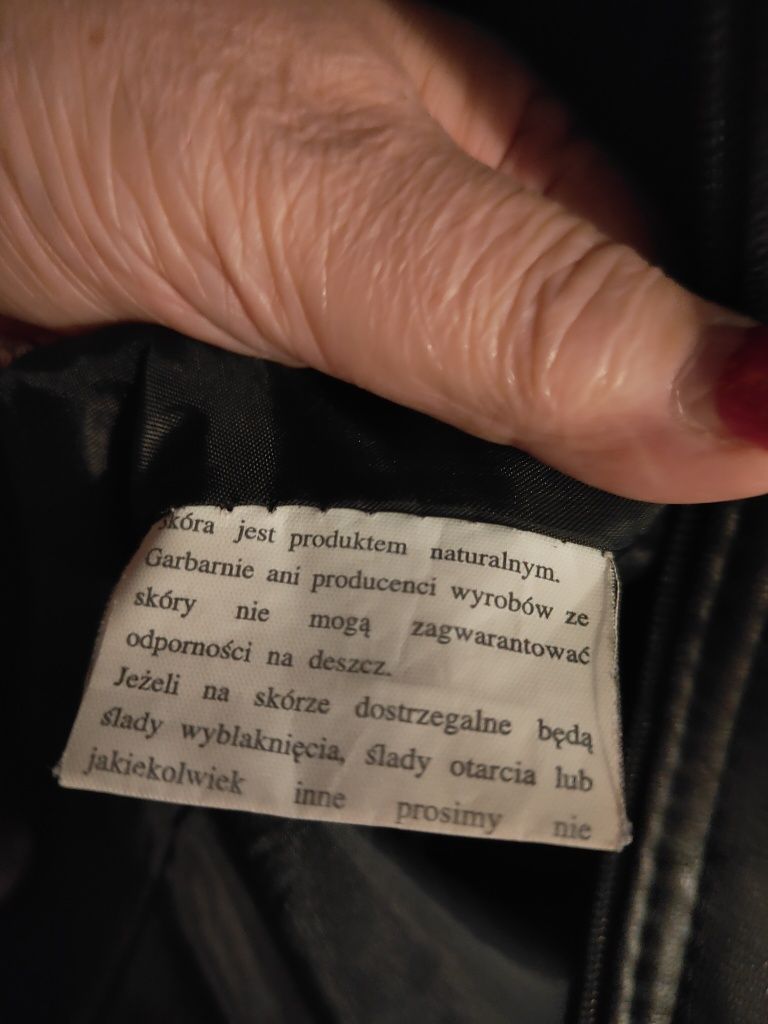 Skóra jest produktem naturalnym.
Garbarnie ani producenci wyrobów ze
skóry nie mogą zagwarantować
odporności na deszcz.
Jeżeli na skórze dostrzegalne będą
ślady wyblaknięcia, ślady otarcia lub
jakiekolwiek inne prosimy nie